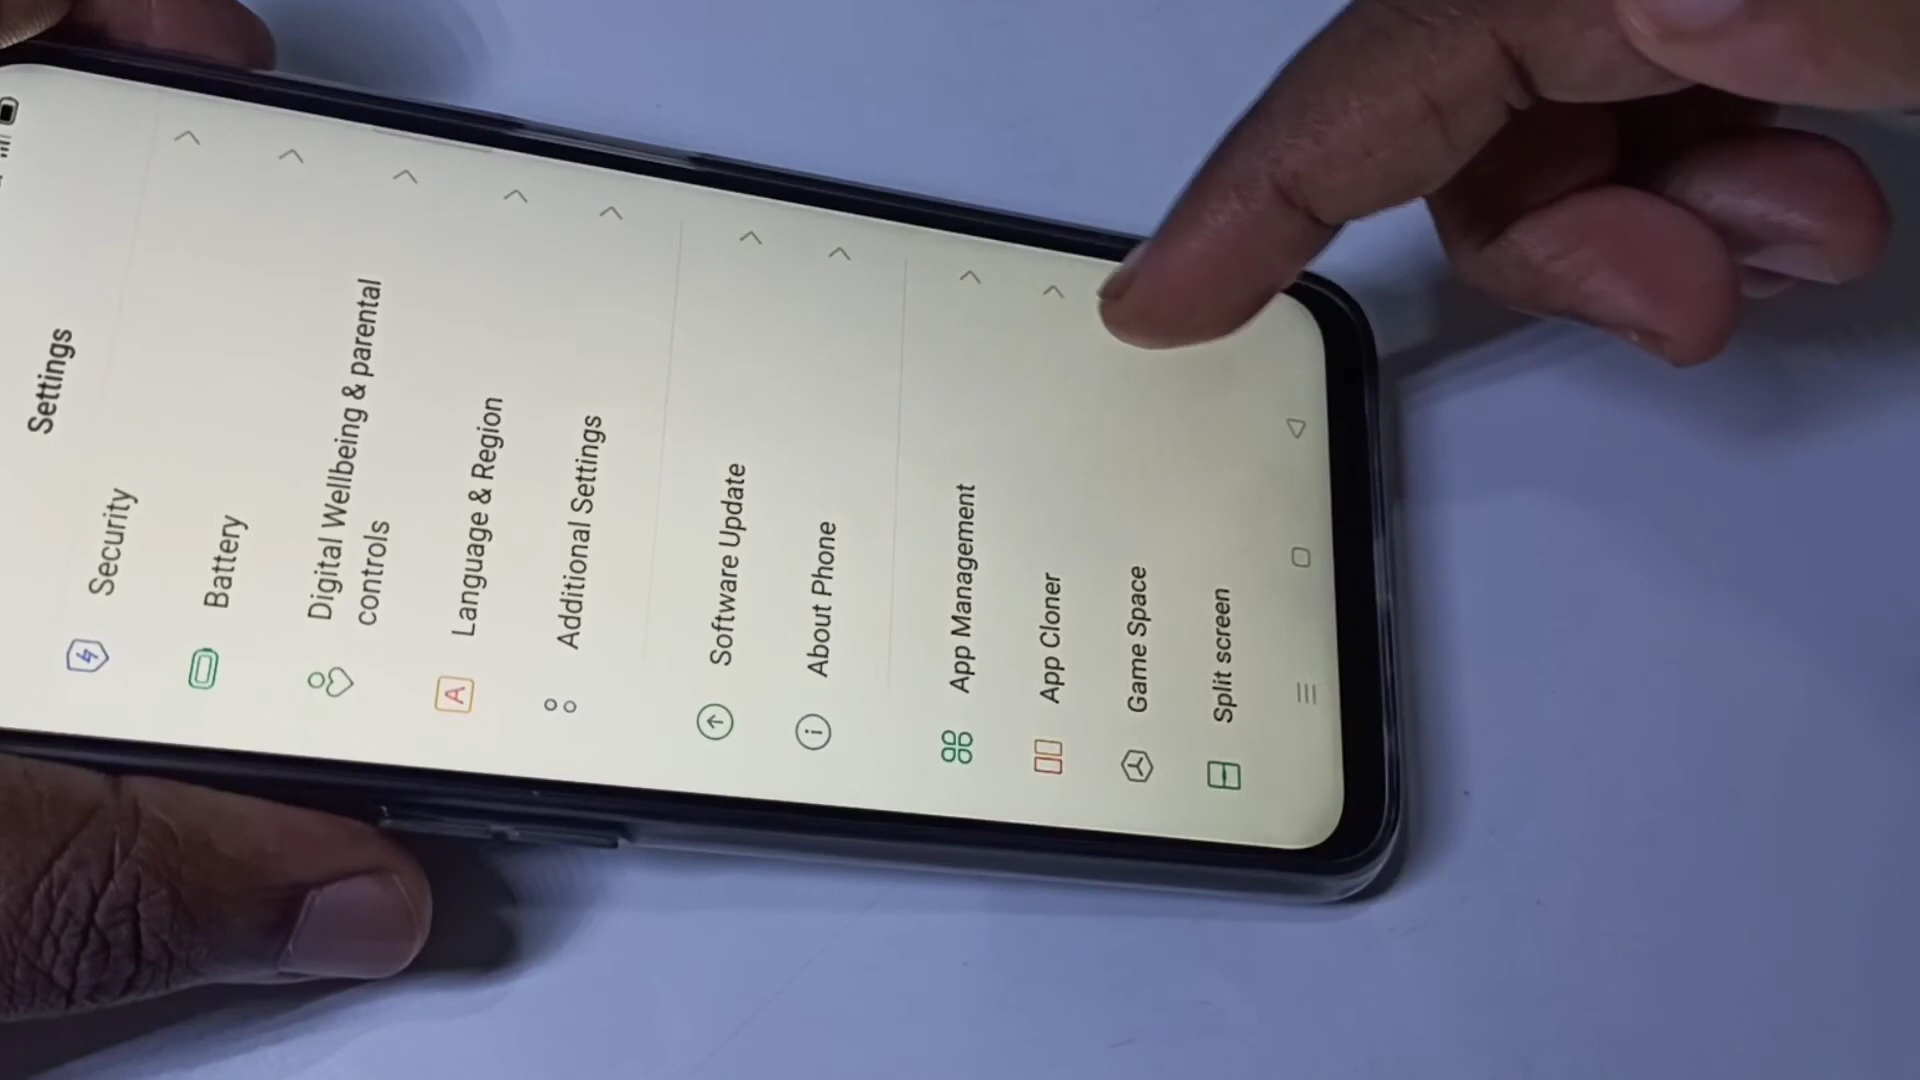 Settings
Security
Battery
Digital Wellbeing & parental
controls
A
Language & Region
Additional Settings
Software Update
About Phone
App Management
App Cloner
Game Space
Split screen